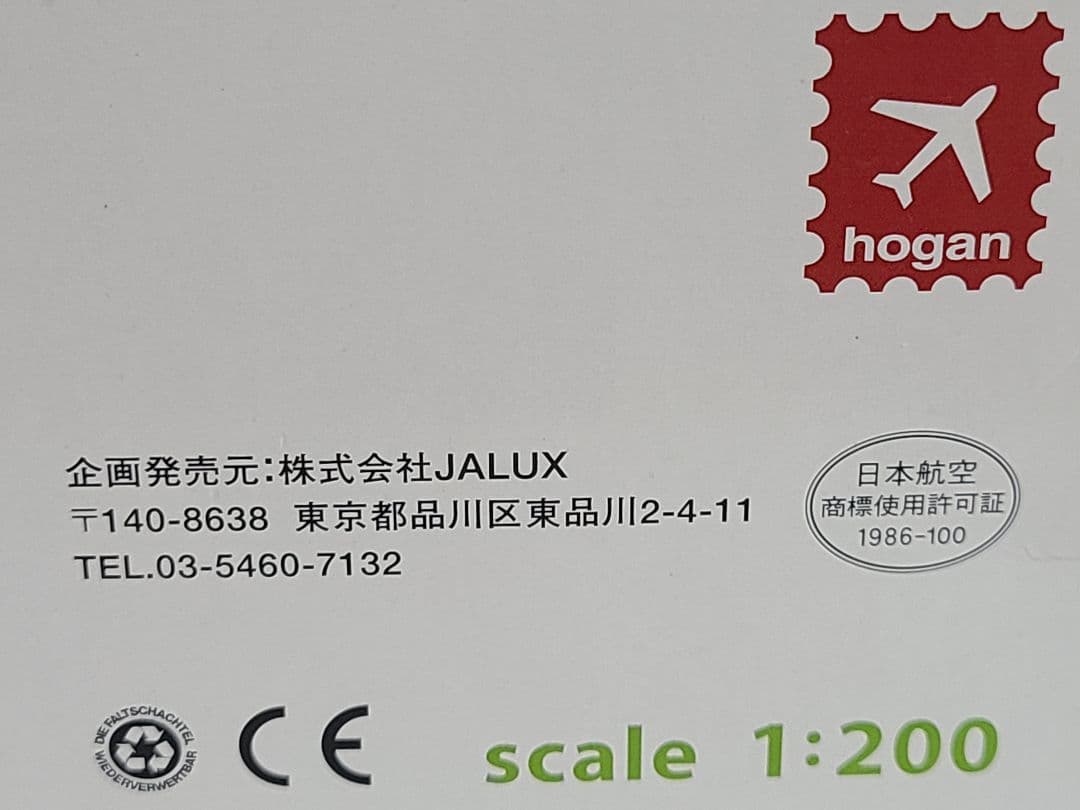 hogan
企画発売元:株式会社JALUX
〒140-8638 東京都品川区東品川2-4-11
TEL.03-5460-7132
日本航空
商標使用許可証
1986-100
DIE FALTSCHACHTEL
WIEDERVERWERTBAR
CE
scale 1:200